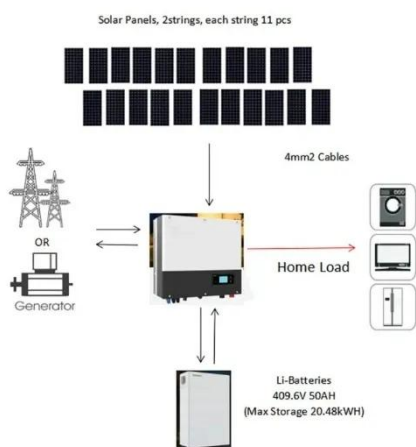 Solar Panels, 2strings, each string 11 pcs
4mm2 Cables
OR
Home Load
Generator
Li-Batteries
409.6V 50AH
(Max Storage 20.48kWH)